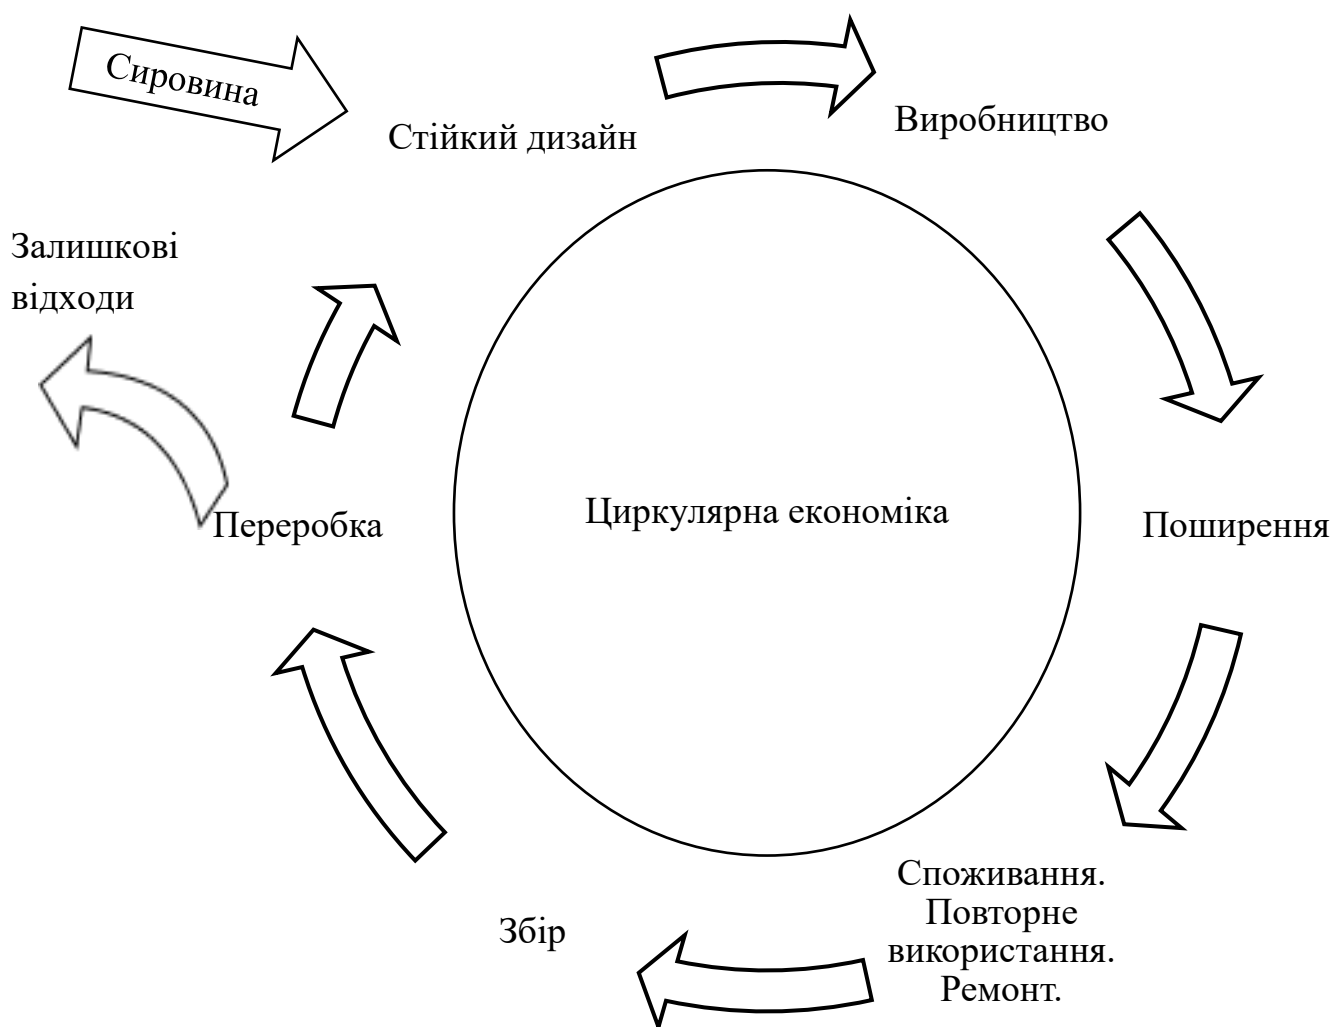 Сировина
Стійкий дизайн
Виробництво
Залишкові
відходи
Циркулярна економіка
Переробка
Поширення
Споживання.
Повторне
використання.
Ремонт.
Збір